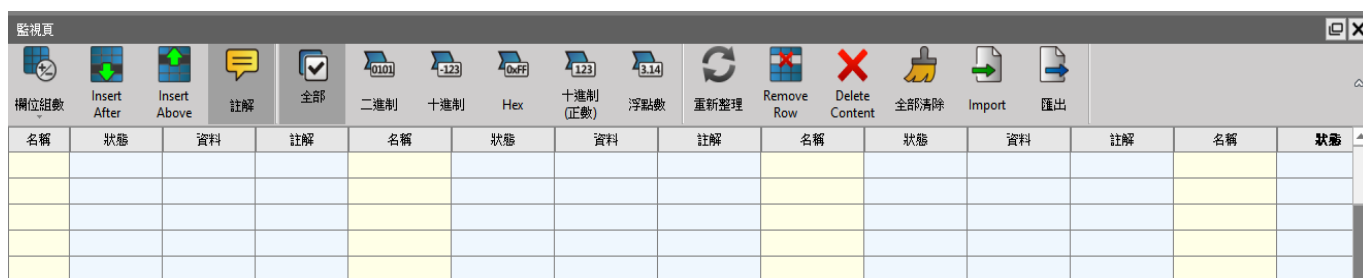 監視頁
欄位組數
Insert
After
Insert
Above
註解
全部
0101
二進制
-123
十進制
0xFF
Hex
123
十進制
(正數)
3.14
浮點數
重新整理
Remove
Row
Delete
Content
全部清除
Import
匯出
名稱 狀態 資料 註解 名稱 狀態 資料 註解 名稱 狀態 資料 註解 名稱 狀態